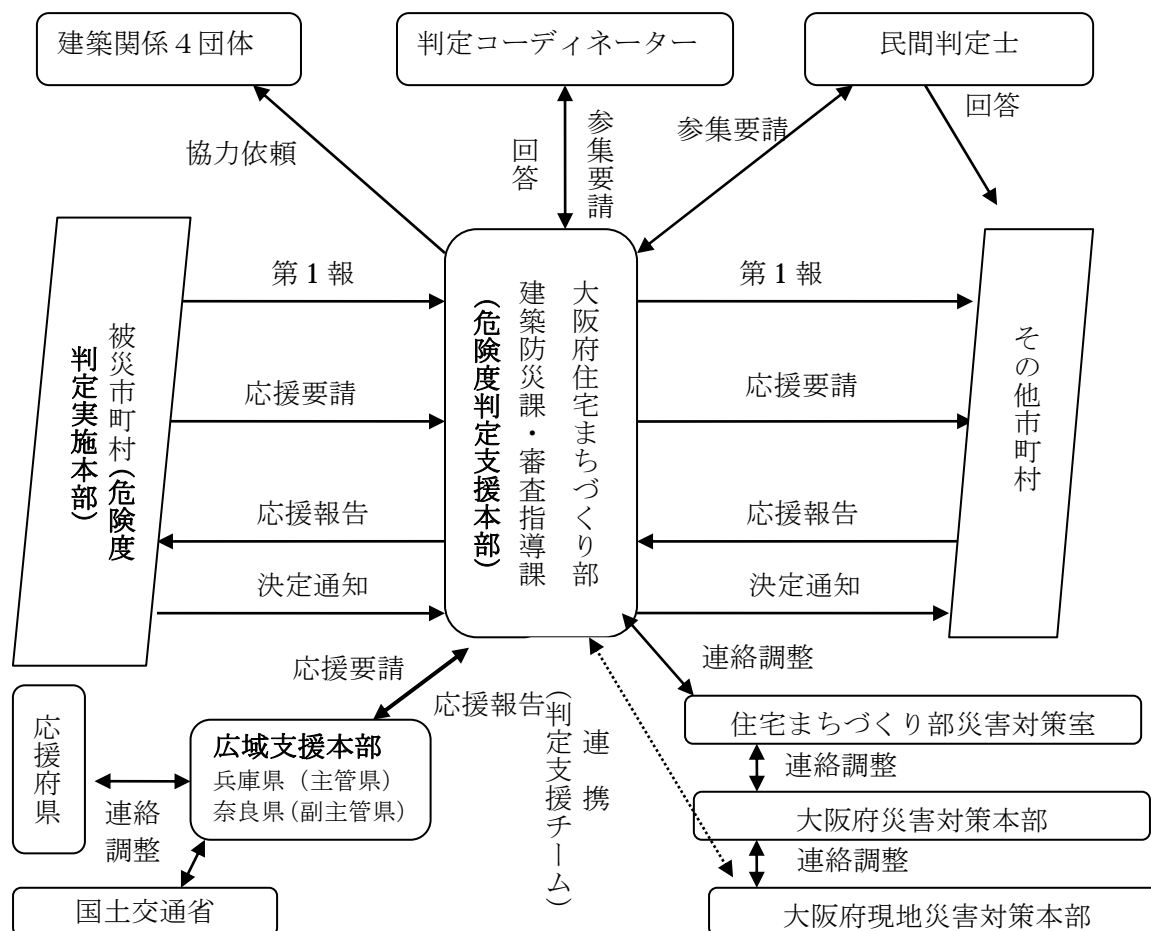 建築関係４団体
判定コーディネーター
民間判定士
協力依頼
回答
参集要請
参集要請
回答
被災市町村(危険度
判定実施本部)
第1報
応援要請
応援報告
決定通知
大阪府住宅まちづくり部
建築防災課・審査指導課
(危険度判定支援本部)
第1報
応援要請
応援報告
決定通知
その他市町村
応援要請
応援報告
連携
(判定支援チーム)
連絡調整
応援府県
連絡
調整
広域支援本部
兵庫県（主管県）
奈良県(副主管県)
国土交通省
住宅まちづくり部災害対策室
連絡調整
大阪府災害対策本部
連絡調整
大阪府現地災害対策本部